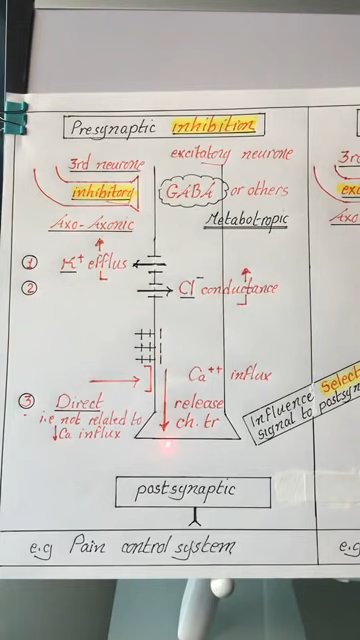 Presynaptic inhibition
3rd neurone
excitatory neurone
inhibitory
GABA or others
Axo-Axonic
Metabotropic
① K⁺ efflus
② Cl⁻ conductance
Ca⁺⁺ influx
③ Direct
i.e not related to
↓Ca influx
release
ch.tr
postsynaptic
e.g Pain control system
3rd
exc
Axo
Influence Select
signal to postsyn
e.g